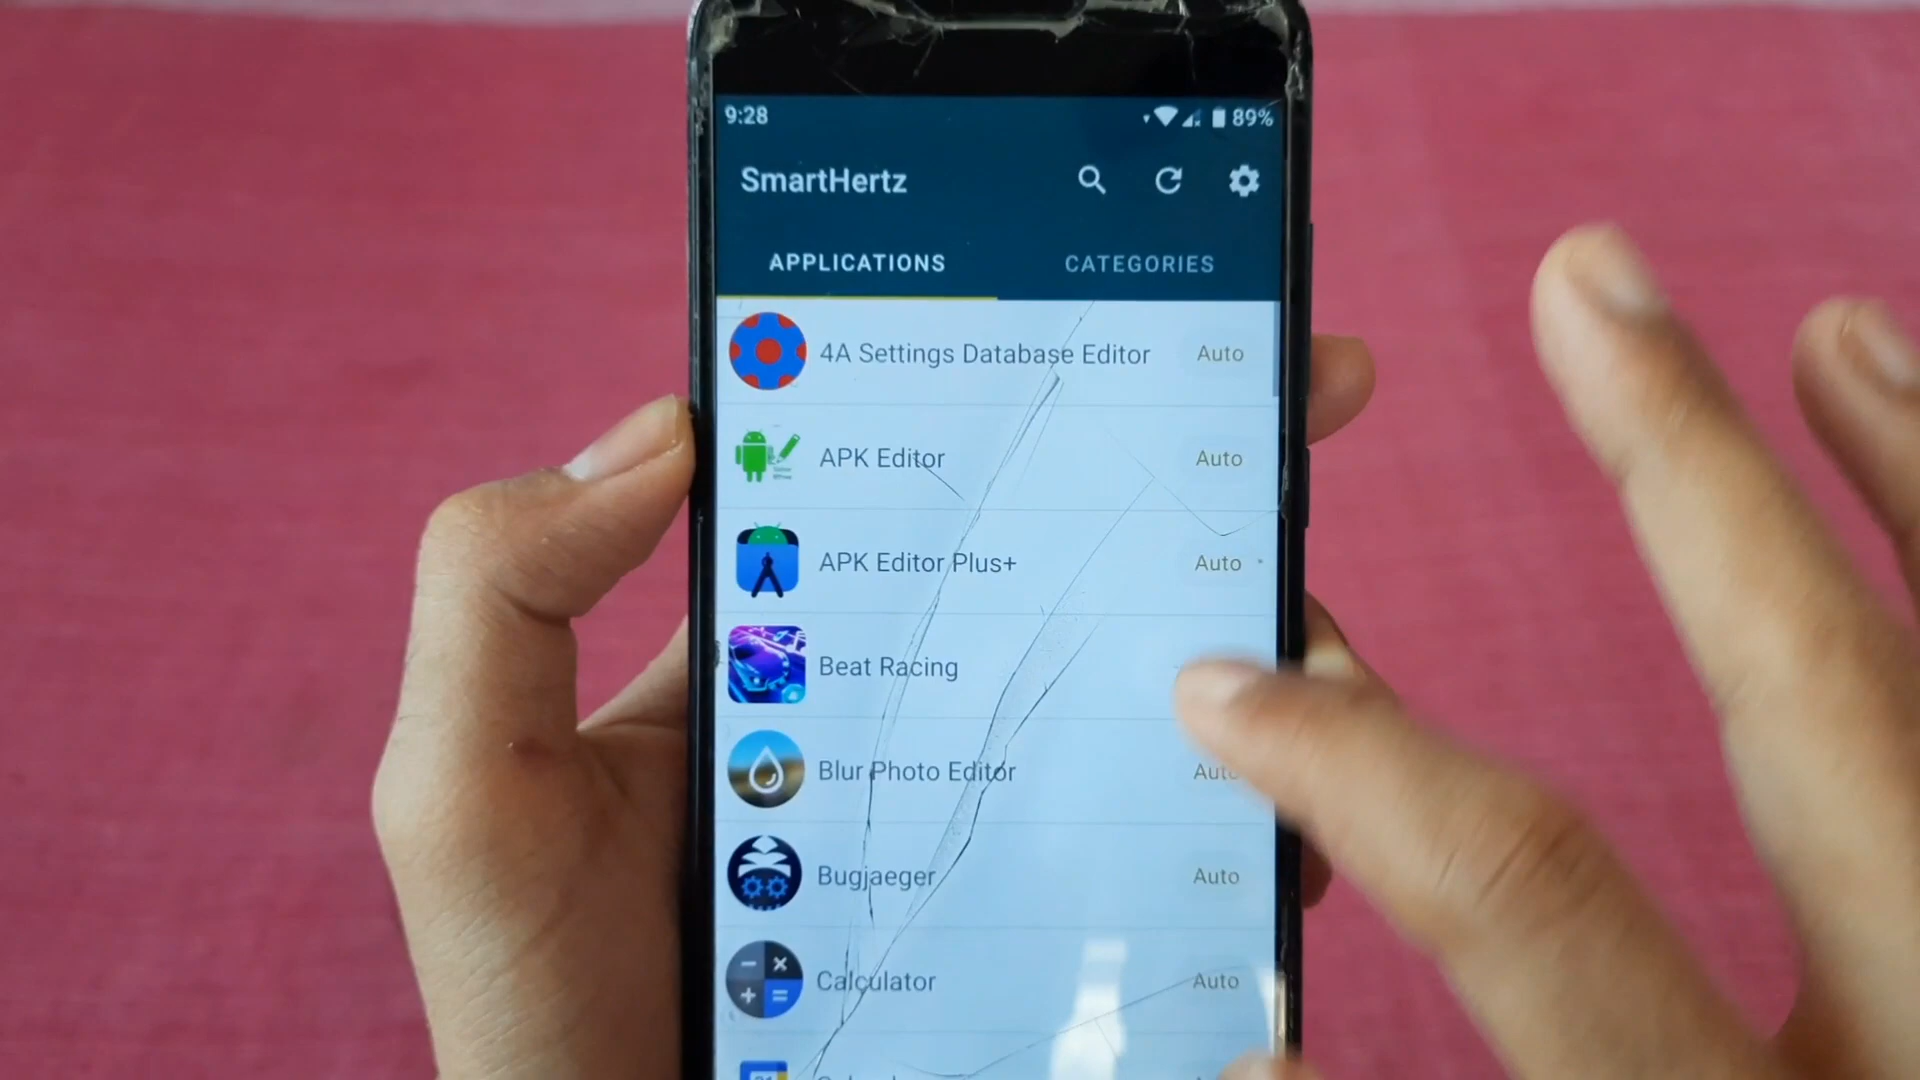 9:28
89%
SmartHertz
APPLICATIONS
CATEGORIES
4A Settings Database Editor
Auto
APK Editor
Auto
APK Editor Plus+
Auto
Beat Racing
Blur Photo Editor
Auto
Bugjaeger
Auto
Calculator
Auto